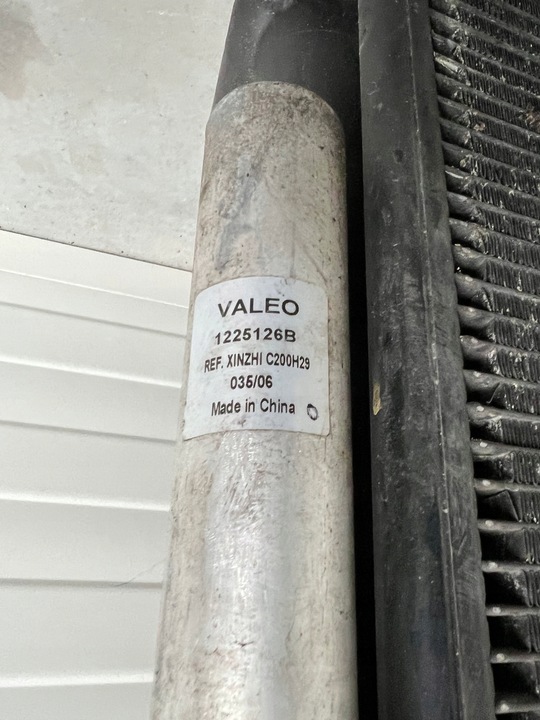 VALEO
1225126B
REF. XINZHI C200H29
035/06
Made in China